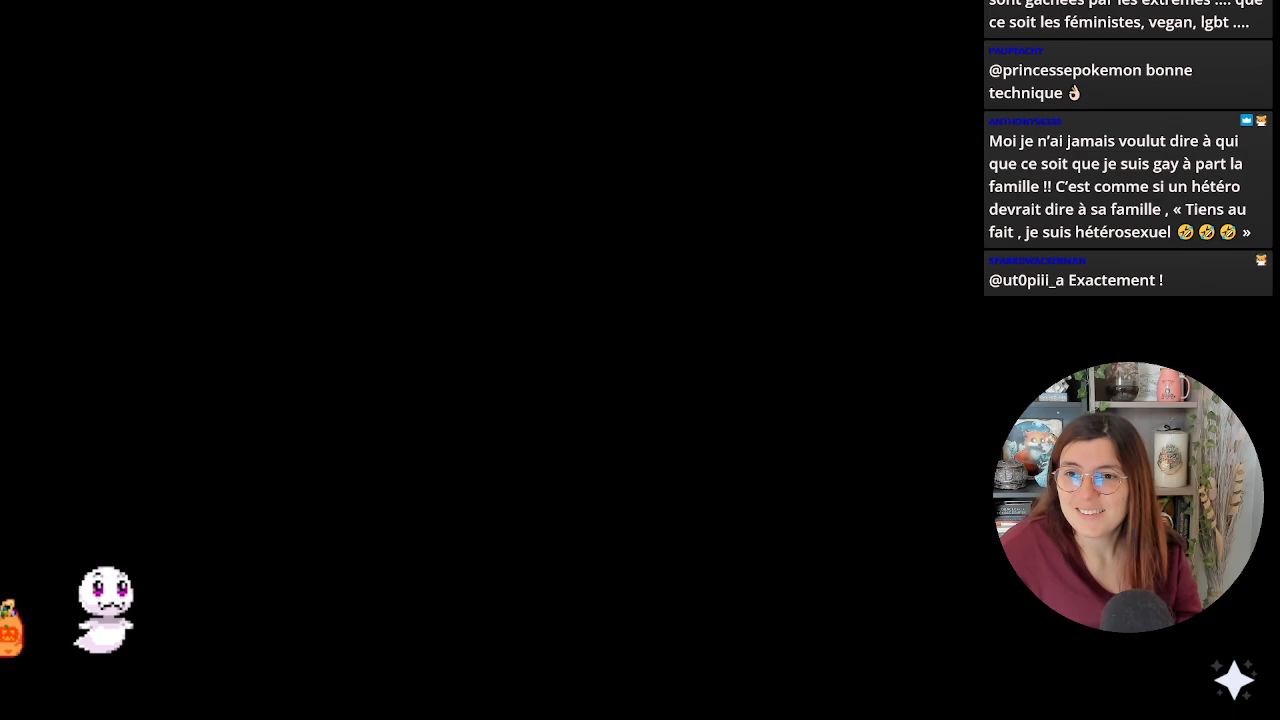 sont gâchées par les extrêmes .... que
ce soit les féministes, vegan, lgbt ....
PAUPEACHY
@princessepokemon bonne
technique 👌🏻
Moi je n’ai jamais voulut dire à qui
que ce soit que je suis gay à part la
famille !! C’est comme si un hétéro
devrait dire à sa famille , « Tiens au
fait , je suis hétérosexuel 🤣 🤣 🤣 »
@ut0piii_a Exactement !